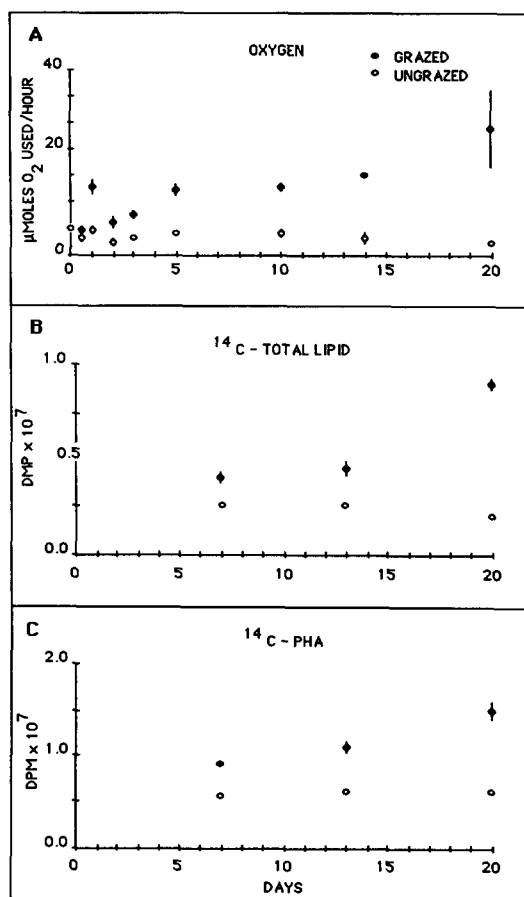 A
OXYGEN
GRAZED
UNGRAZED
µMOLES O2 USED/HOUR
40
20
0
0
5
10
15
20
B
14C - TOTAL LIPID
DMP x 10^7
1.0
0.5
0.0
0
5
10
15
20
C
14C - PHA
DPM x 10^7
2.0
1.0
0.0
0
5
10
15
20
DAYS